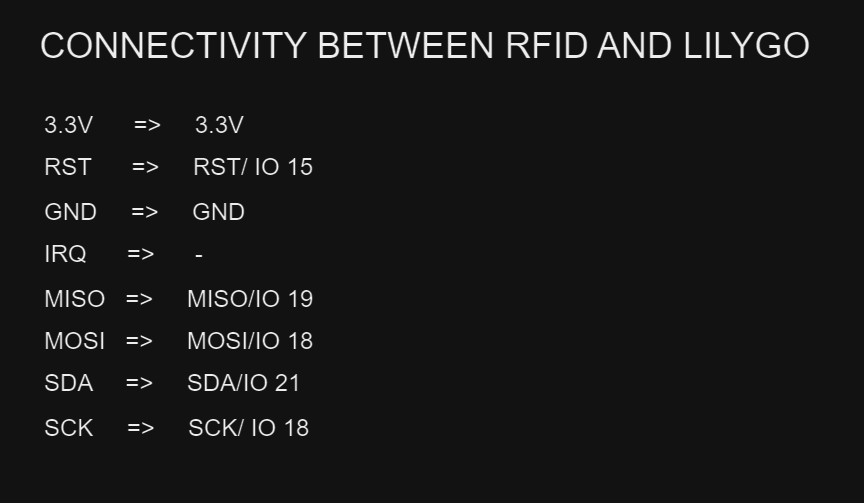 CONNECTIVITY BETWEEN RFID AND LILYGO
3.3V => 3.3V
RST => RST/ IO 15
GND => GND
IRQ => -
MISO => MISO/IO 19
MOSI => MOSI/IO 18
SDA => SDA/IO 21
SCK => SCK/ IO 18